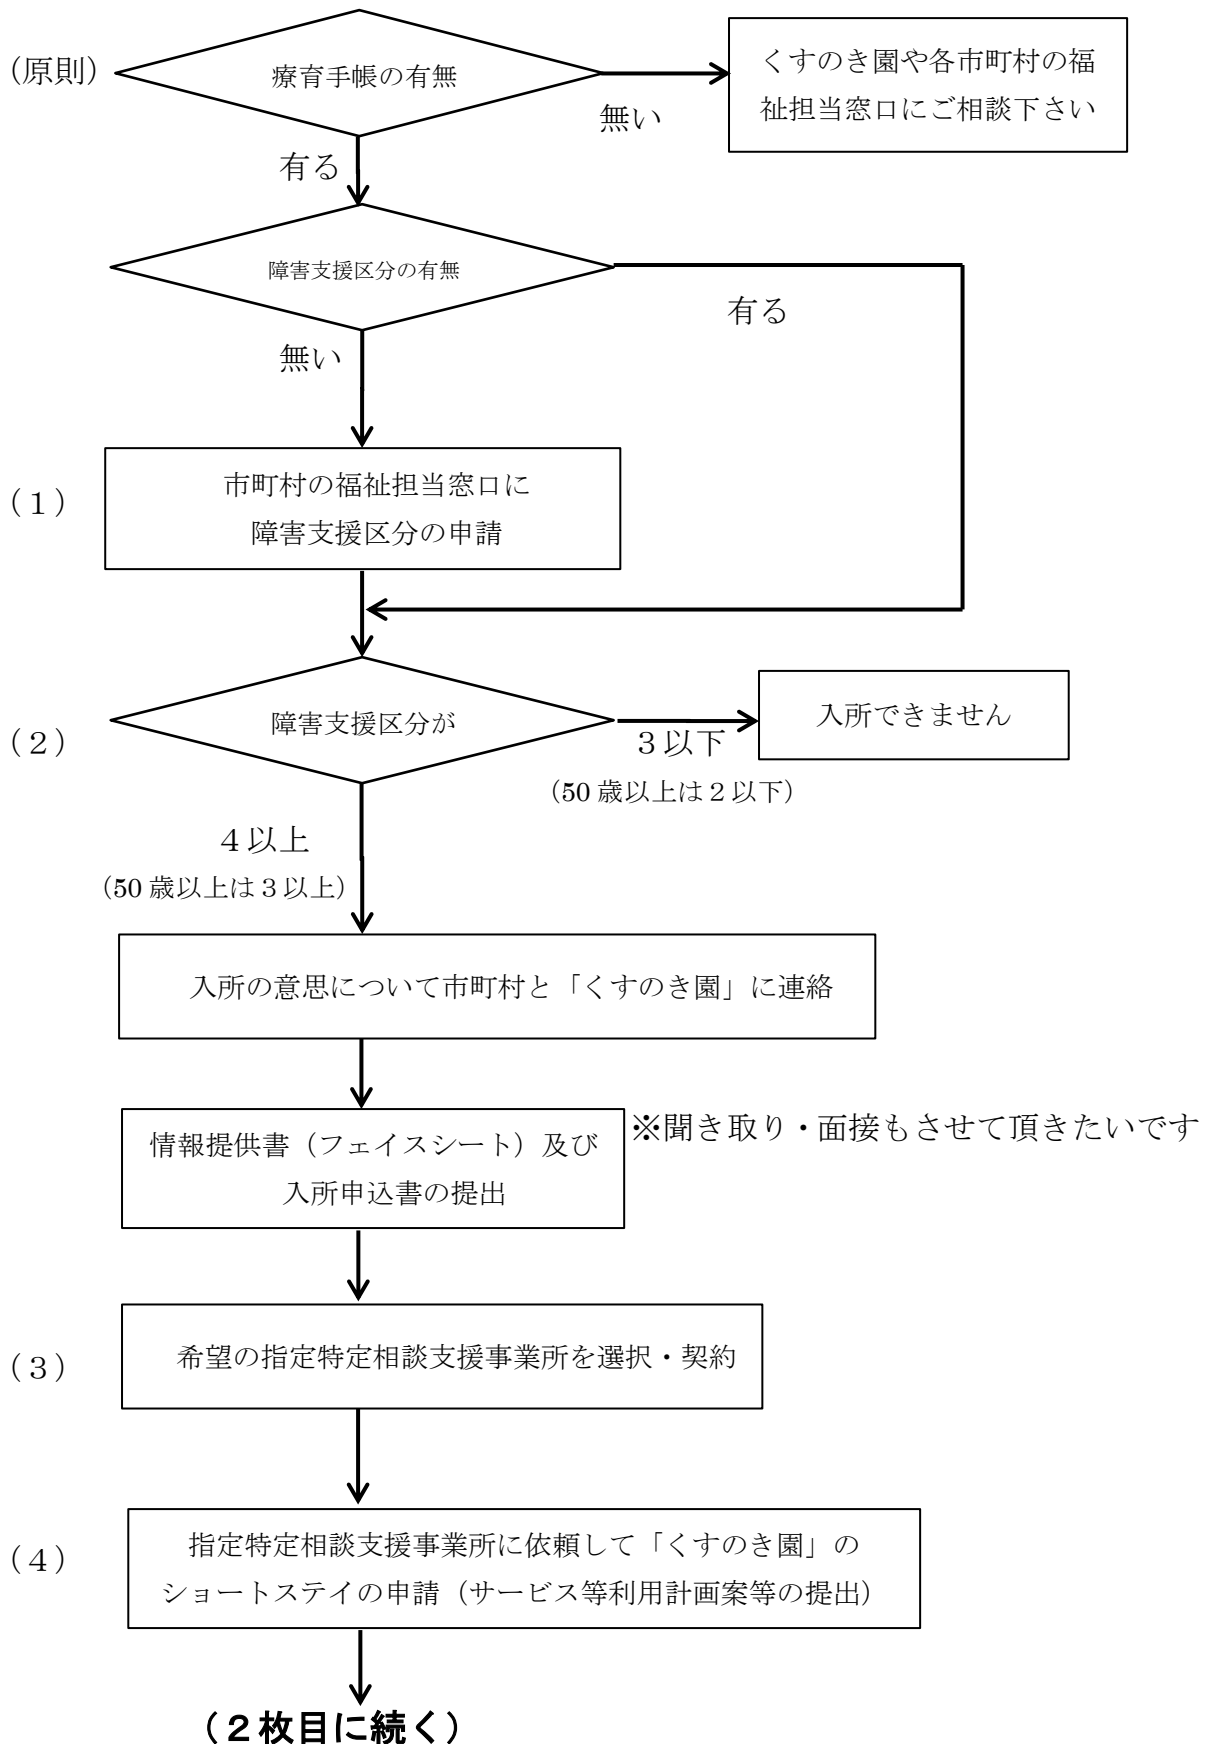 （原則）
療育手帳の有無
無い
くすのき園や各市町村の福
祉担当窓口にご相談下さい
有る
障害支援区分の有無
有る
無い
（１）
市町村の福祉担当窓口に
障害支援区分の申請
（２）
障害支援区分が
３以下
（50 歳以上は２以下）
入所できません
４以上
（50 歳以上は３以上）
入所の意思について市町村と「くすのき園」に連絡
情報提供書（フェイスシート）及び
入所申込書の提出
※聞き取り・面接もさせて頂きたいです
（３）
希望の指定特定相談支援事業所を選択・契約
（４）
指定特定相談支援事業所に依頼して「くすのき園」の
ショートステイの申請（サービス等利用計画案等の提出）
（２枚目に続く）